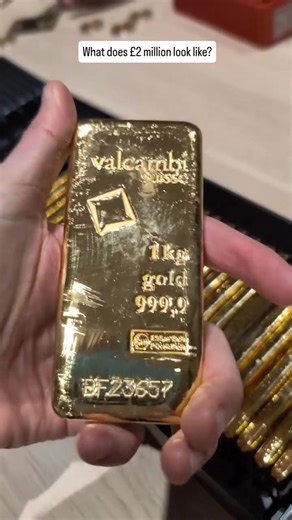 What does £2 million look like?
valcambi
suisse
1kg
gold
999,9
BF23657